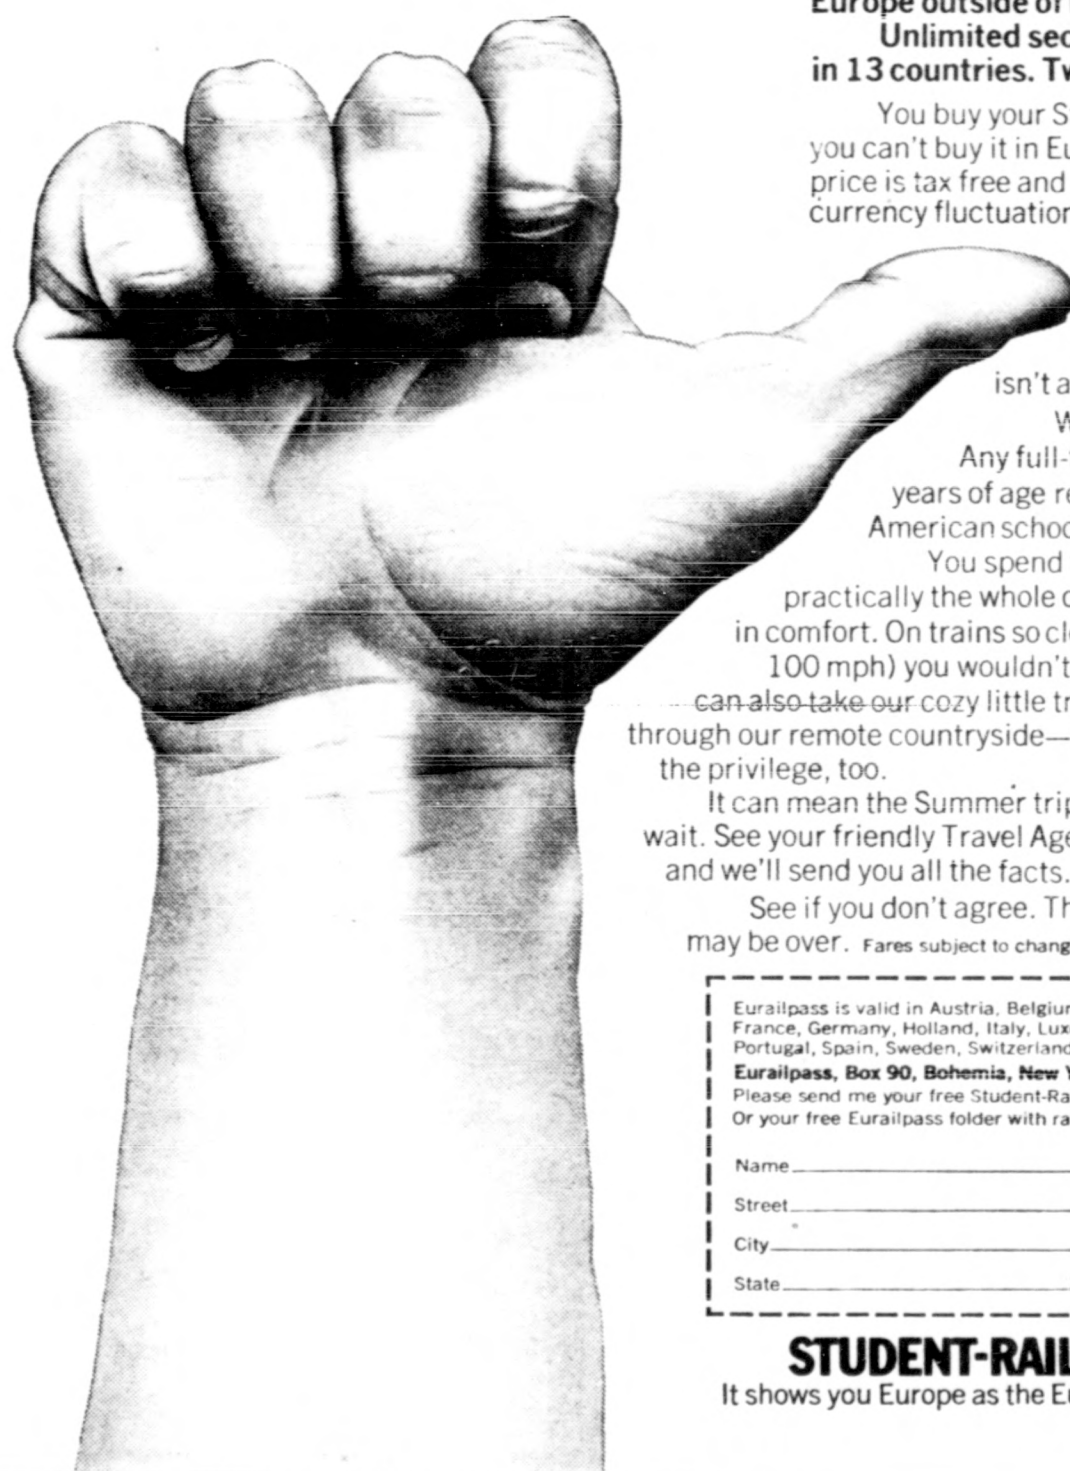 Europe outside of
Unlimited sec
in 13 countries. Tw
You buy your S
you can't buy it in Eu
price is tax free and
currency fluctuation
isn't a
W
Any full-
years of age re
American schoo
You spend
practically the whole c
in comfort. On trains so cle
100 mph) you wouldn't
can also take our cozy little tr
through our remote countryside—
the privilege, too.
It can mean the Summer trip
wait. See your friendly Travel Age
and we'll send you all the facts.
See if you don't agree. Th
may be over. Fares subject to chang
Eurailpass is valid in Austria, Belgium
France, Germany, Holland, Italy, Lux
Portugal, Spain, Sweden, Switzerland
Eurailpass, Box 90, Bohemia, New Y
Please send me your free Student-Ra
Or your free Eurailpass folder with ra
Name
Street
City
State
STUDENT-RAIL
It shows you Europe as the Eu